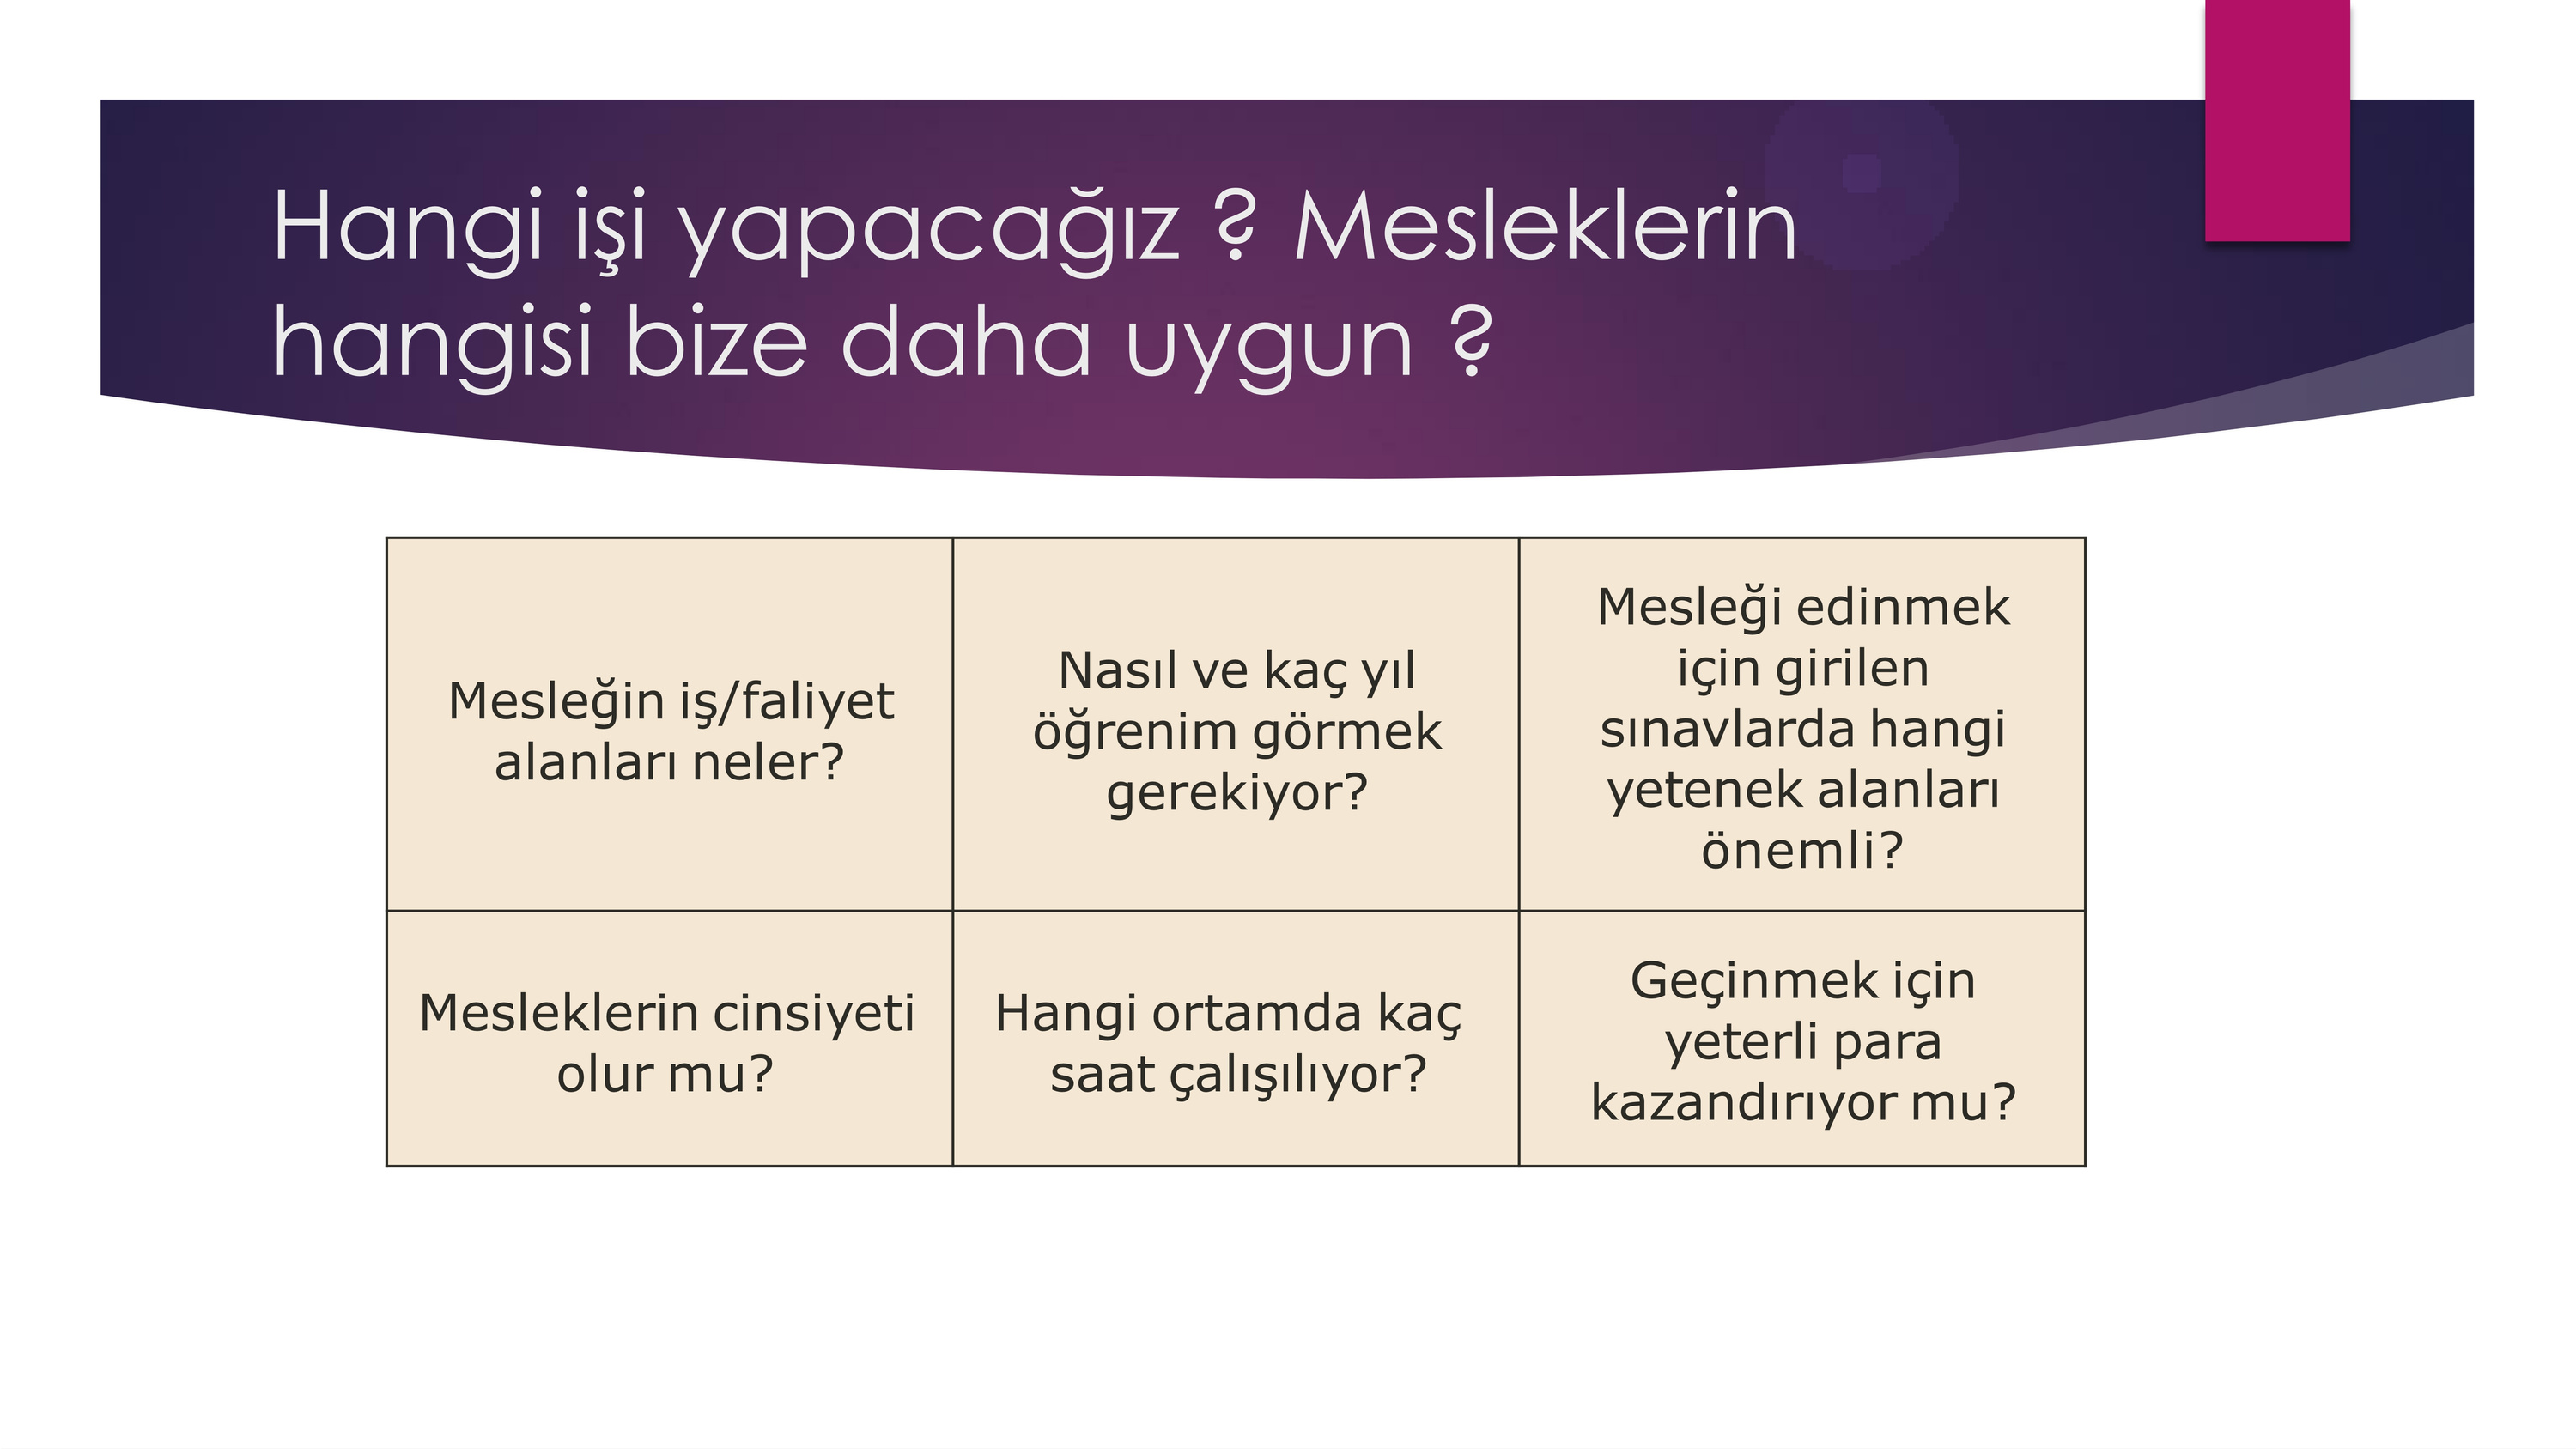 Hangi işi yapacağız ? Mesleklerin
hangisi bize daha uygun ?
Mesleğin iş/faliyet
alanları neler?
Nasıl ve kaç yıl
öğrenim görmek
gerekiyor?
Mesleği edinmek
için girilen
sınavlarda hangi
yetenek alanları
önemli?
Mesleklerin cinsiyeti
olur mu?
Hangi ortamda kaç
saat çalışılıyor?
Geçinmek için
yeterli para
kazandırıyor mu?